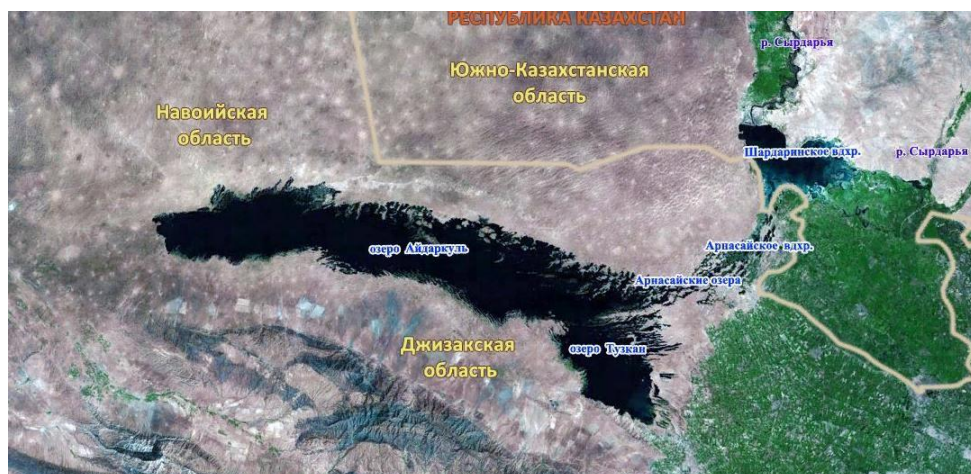 РЕСПУБЛИКА КАЗАХСТАН
р. Сырдарья
Южно-Казахстанская
область
Навоийская
область
Шардаринское вдхр.
р. Сырдарья
озеро Айдаркуль
Арнасайское вдхр.
Арнасайские озера
Джизакская
область
озеро Тузкан